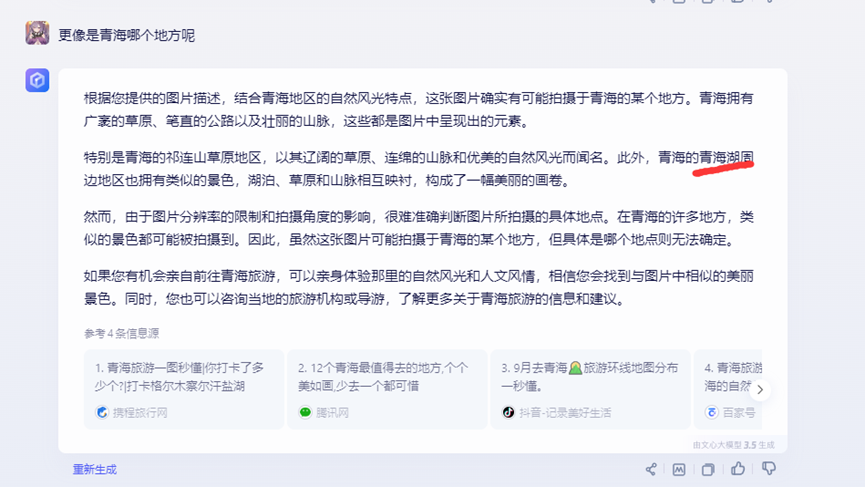 更像是青海哪个地方呢
根据您提供的图片描述，结合青海地区的自然风光特点，这张图片确实有可能拍摄于青海的某个地方。青海拥有
广袤的草原、笔直的公路以及壮丽的山脉，这些都是图片中呈现出的元素。
特别是青海的祁连山草原地区，以其辽阔的草原、连绵的山脉和优美的自然风光而闻名。此外，青海的青海湖周
边地区也拥有类似的景色，湖泊、草原和山脉相互映衬，构成了一幅美丽的画卷。
然而，由于图片分辨率的限制和拍摄角度的影响，很难准确判断图片所拍摄的具体地点。在青海的许多地方，类
似的景色都可能被拍摄到。因此，虽然这张图片可能拍摄于青海的某个地方，但具体是哪个地点则无法确定。
如果您有机会亲自前往青海旅游，可以亲身体验那里的自然风光和人文风情，相信您会找到与图片中相似的美丽
景色。同时，您也可以咨询当地的旅游机构或导游，了解更多关于青海旅游的信息和建议。
参考4条信息源
1. 青海旅游一图秒懂|你打卡了多
少个?|打卡格尔木察尔汗盐湖
携程旅行网
2. 12个青海最值得去的地方,个个
美如画,少去一个都可惜
腾讯网
3. 9月去青海🏞️旅游环线地图分布
一秒懂。
抖音-记录美好生活
4. 青海旅游
海的自然
百家号
由文心大模型 3.5 生成
重新生成